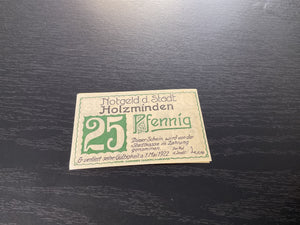 Notgeld d. Stadt
Holzminden
25 Pfennig
Dieser Schein wird von der
Stadtkasse in Zahlung
genommen.
Er verliert seine Gültigkeit a. 1. Mai 1922